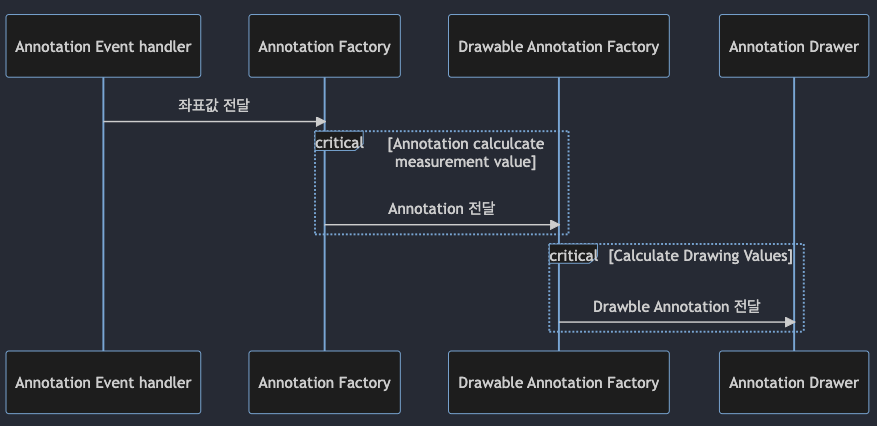 Annotation Event handler
Annotation Factory
Drawable Annotation Factory
Annotation Drawer
좌표값 전달
critical
[Annotation calculcate
measurement value]
Annotation 전달
critical
[Calculate Drawing Values]
Drawble Annotation 전달
Annotation Event handler
Annotation Factory
Drawable Annotation Factory
Annotation Drawer